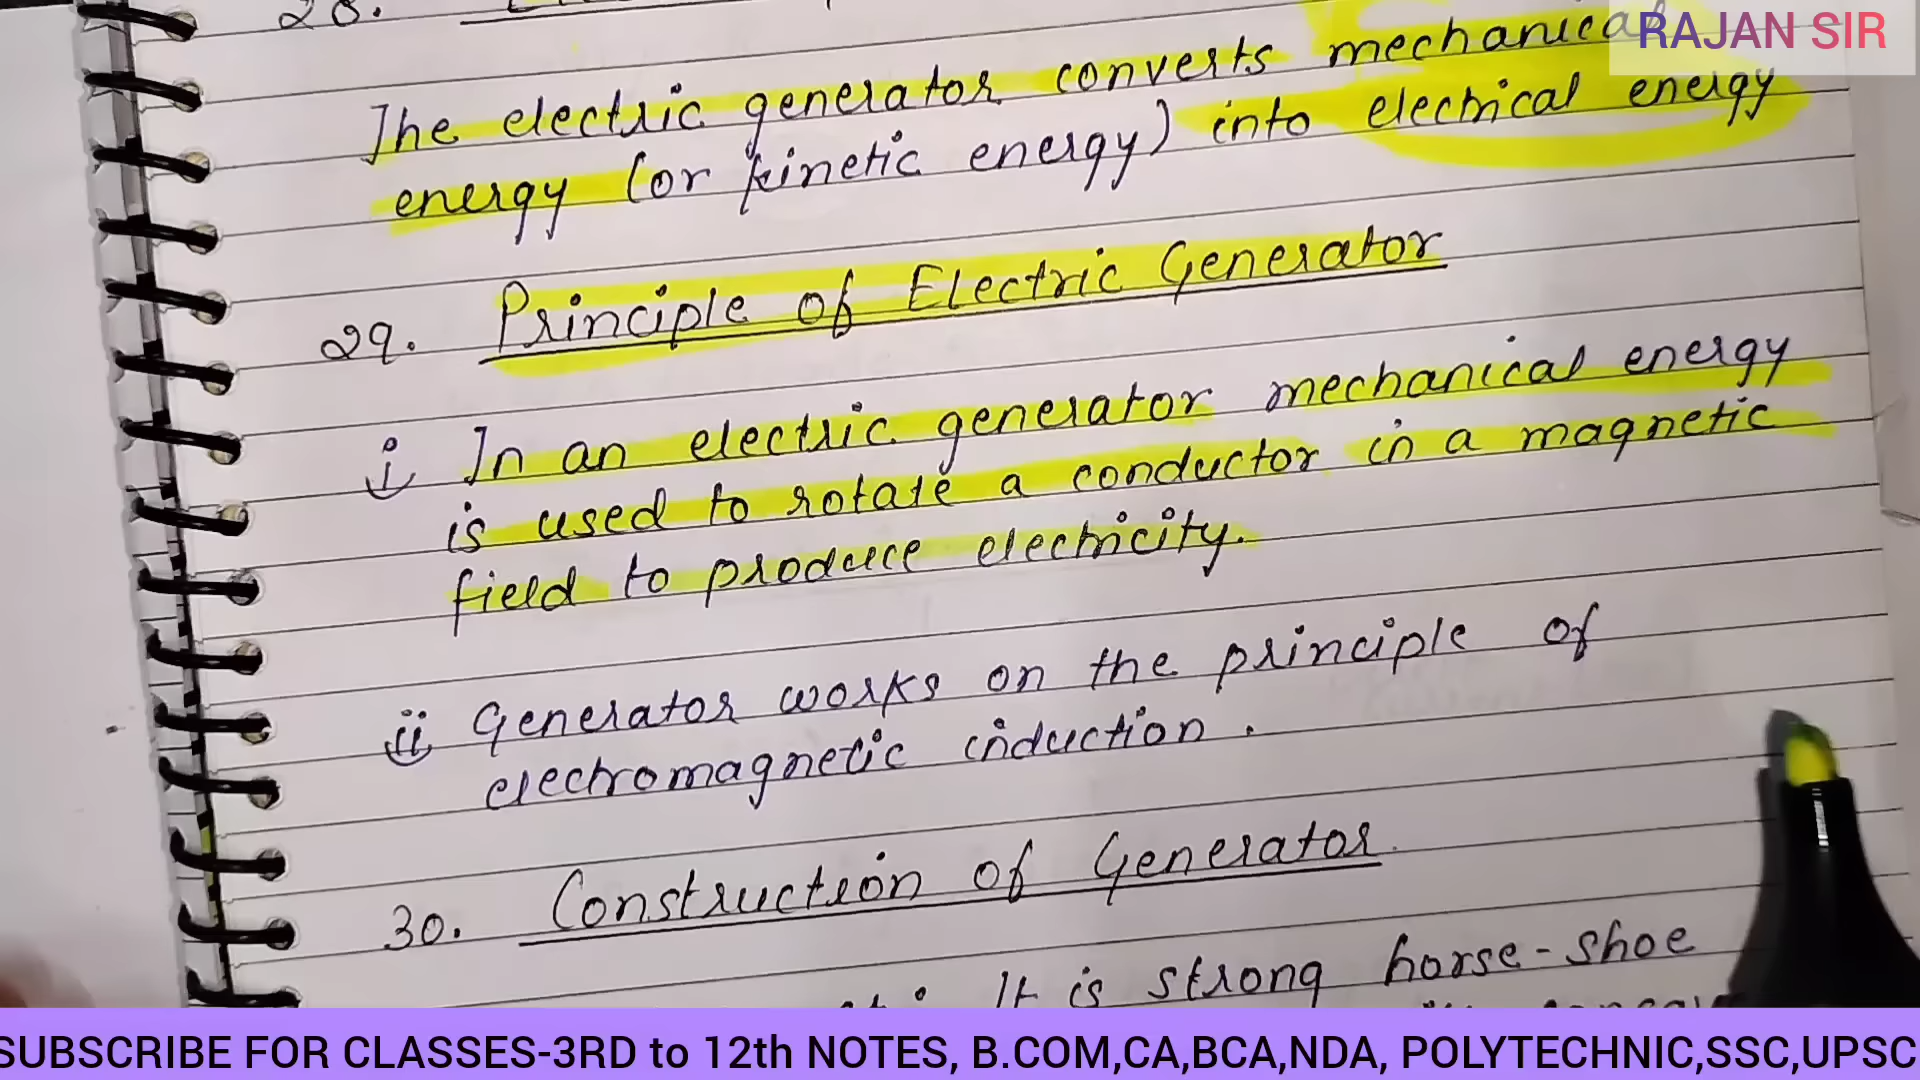 28.
RAJAN SIR
The electric generator converts mechanical
energy (or kinetic energy) into electrical energy
29. Principle of Electric Generator
i In an electric generator mechanical energy
is used to rotate a conductor in a magnetic
field to produce electricity.
ii Generator works on the principle of
electromagnetic induction.
30. Construction of Generator
It is strong horse-shoe
SUBSCRIBE FOR CLASSES-3RD to 12th NOTES, B.COM,CA,BCA,NDA, POLYTECHNIC,SSC,UPSC